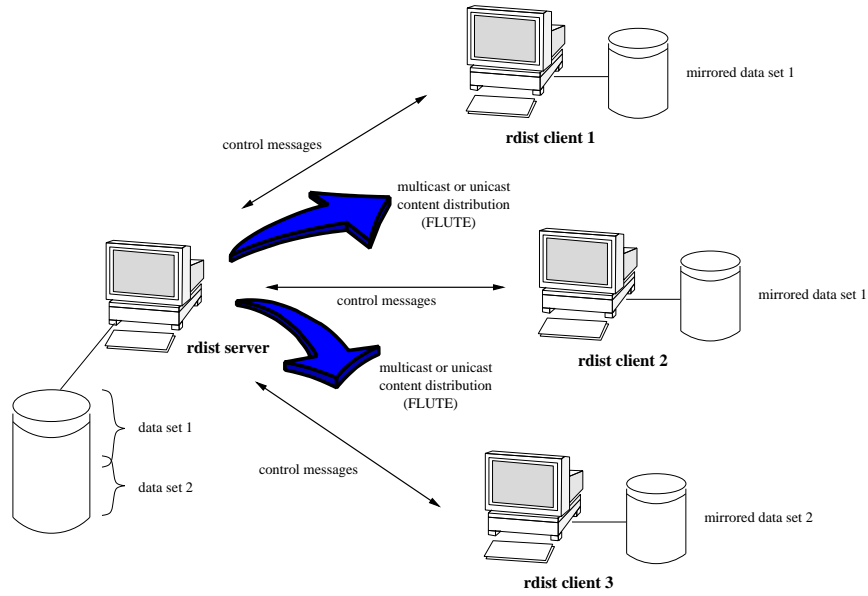 mirrored data set 1
rdist client 1
control messages
multicast or unicast
content distribution
(FLUTE)
control messages
mirrored data set 1
rdist server
rdist client 2
multicast or unicast
content distribution
(FLUTE)
data set 1
control messages
data set 2
mirrored data set 2
rdist client 3